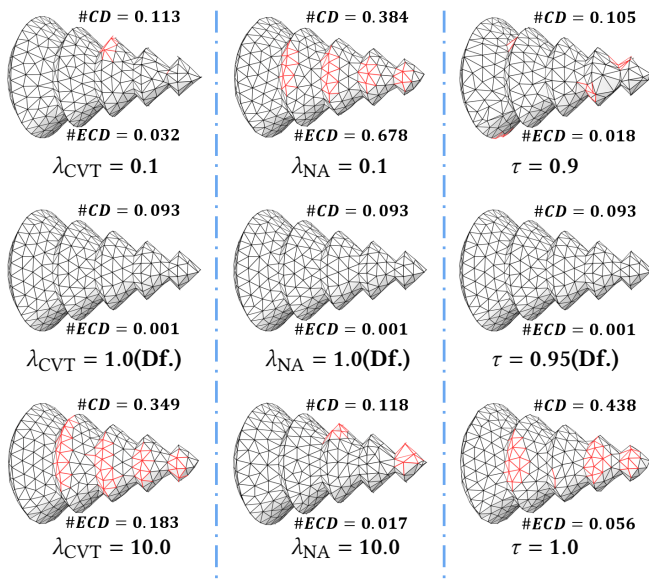 #CD = 0.113
#CD = 0.384
#CD = 0.105
#ECD = 0.032
#ECD = 0.678
#ECD = 0.018
λCVT = 0.1
λNA = 0.1
τ = 0.9
#CD = 0.093
#CD = 0.093
#CD = 0.093
#ECD = 0.001
#ECD = 0.001
#ECD = 0.001
λCVT = 1.0(Df.)
λNA = 1.0(Df.)
τ = 0.95(Df.)
#CD = 0.349
#CD = 0.118
#CD = 0.438
#ECD = 0.183
#ECD = 0.017
#ECD = 0.056
λCVT = 10.0
λNA = 10.0
τ = 1.0